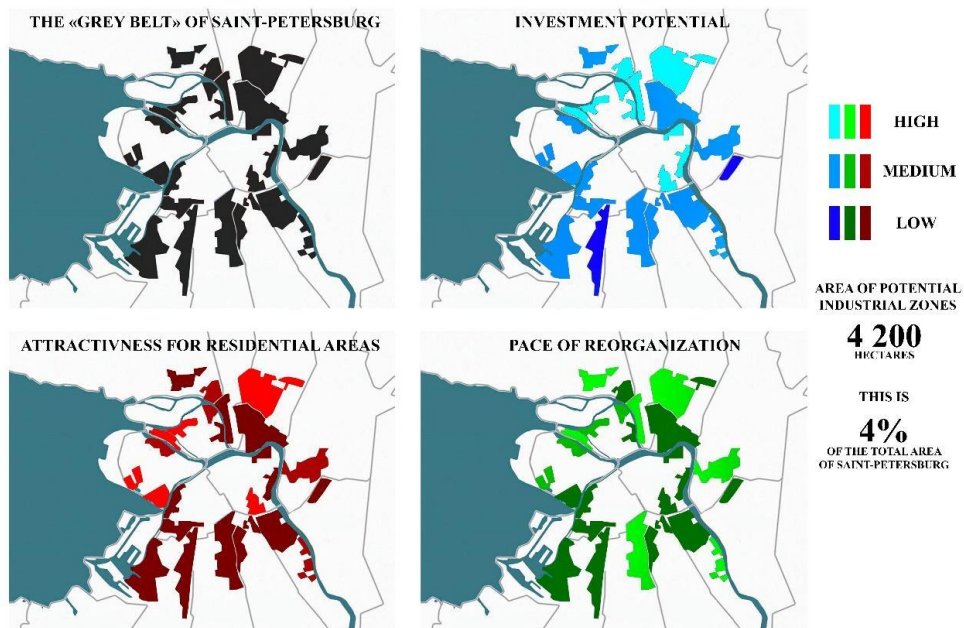 THE «GREY BELT» OF SAINT-PETERSBURG
INVESTMENT POTENTIAL
HIGH
MEDIUM
LOW
AREA OF POTENTIAL
INDUSTRIAL ZONES
4 200
HECTARES
THIS IS
4%
OF THE TOTAL AREA
OF SAINT-PETERSBURG
ATTRACTIVNESS FOR RESIDENTIAL AREAS
PACE OF REORGANIZATION